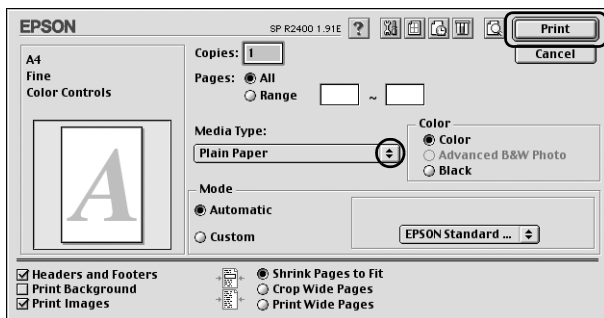 EPSON SP R2400 1.91E ? Print
Cancel
A4
Fine
Color Controls
Copies: 1
Pages: All
Range ~
Media Type:
Plain Paper
Color
Color
Advanced B&W Photo
Black
A
Mode
Automatic
Custom
EPSON Standard ...
Headers and Footers
Print Background
Print Images
Shrink Pages to Fit
Crop Wide Pages
Print Wide Pages